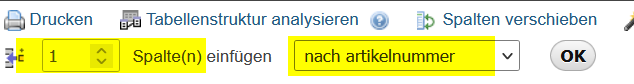 Drucken Tabellenstruktur analysieren Spalten verschieben
1 Spalte(n) einfügen nach artikelnummer OK